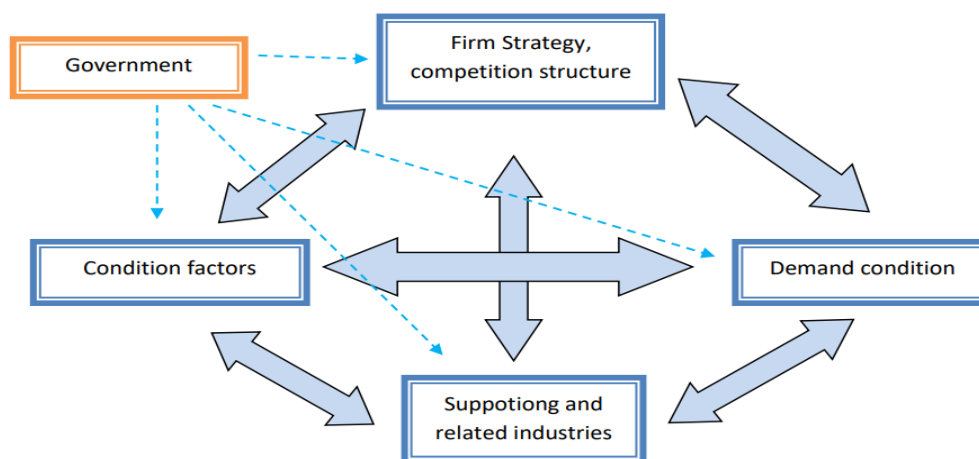 Firm Strategy,
competition structure
Government
Condition factors
Demand condition
Suppotiong and
related industries